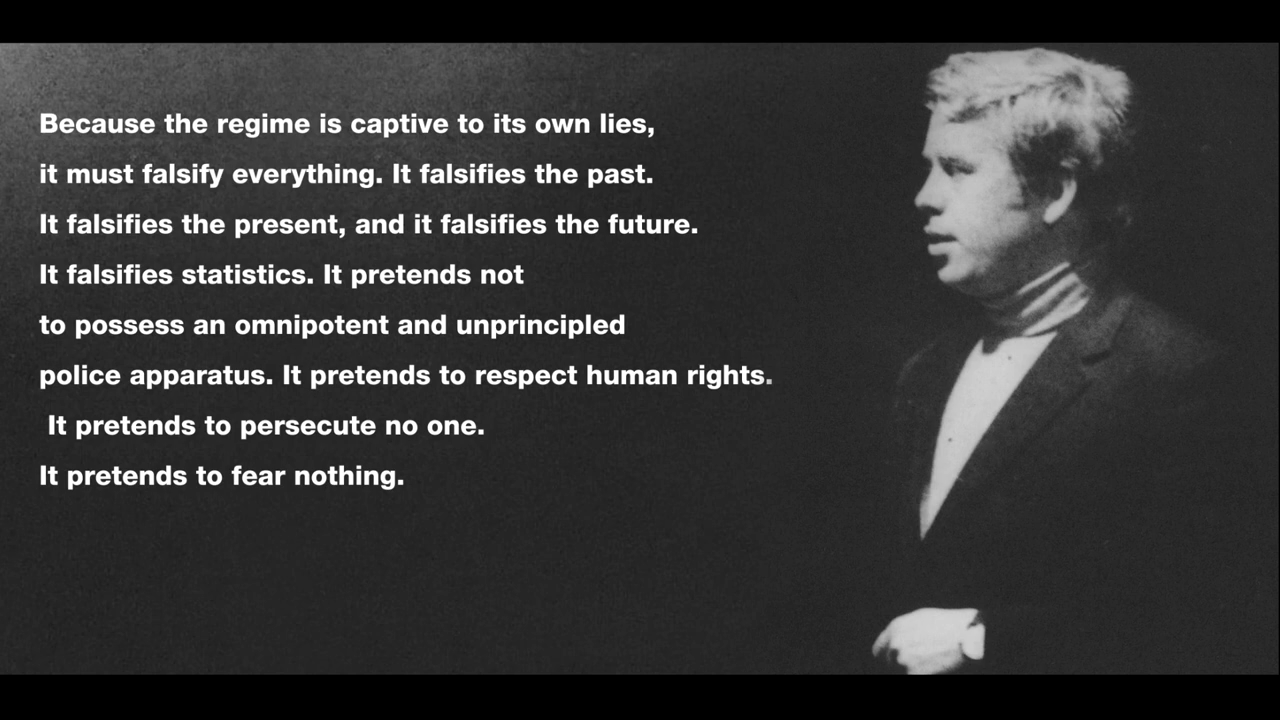 Because the regime is captive to its own lies,
it must falsify everything. It falsifies the past.
It falsifies the present, and it falsifies the future.
It falsifies statistics. It pretends not
to possess an omnipotent and unprincipled
police apparatus. It pretends to respect human rights.
It pretends to persecute no one.
It pretends to fear nothing.